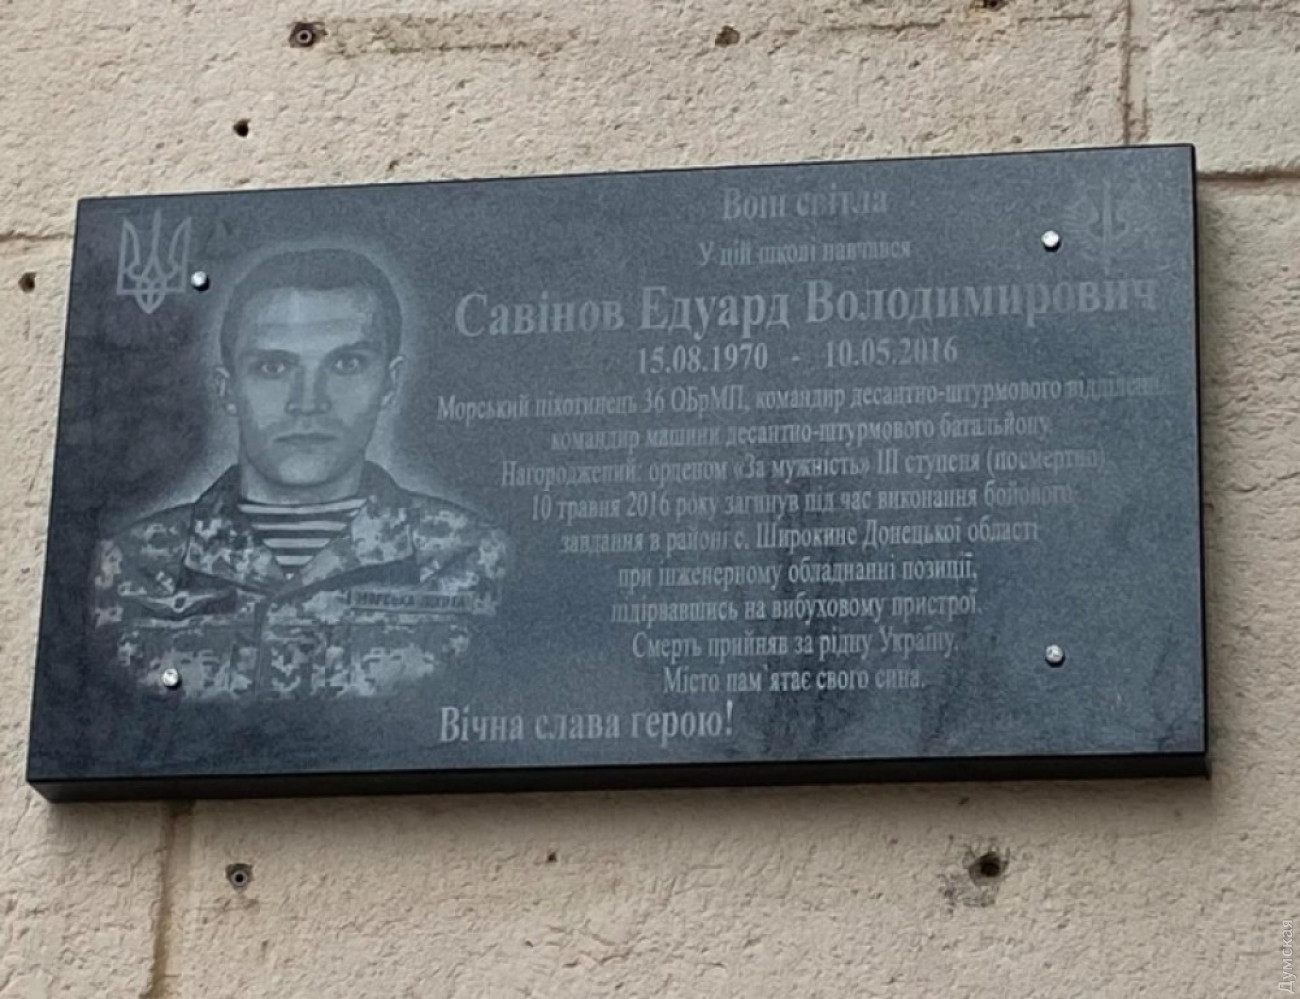 Воїн світла
У цій школі навчався
Савінов Едуард Володимирович
15.08.1970 - 10.05.2016
Морський піхотинець 36 ОБрМП, командир десантно-штурмового відділення,
командир машини десантно-штурмового батальйону.
Нагороджений: орденом «За мужність» III ступеня (посмертно)
10 травня 2016 року загинув під час виконання бойового
завдання в районі с. Широкине Донецької області
при інженерному обладнанні позиції,
підірвавшись на вибуховому пристрої.
Смерть прийняв за рідну Україну.
Місто пам'ятає свого сина.
Вічна слава герою!
МОРСЬКА ПІХОТА
Думская